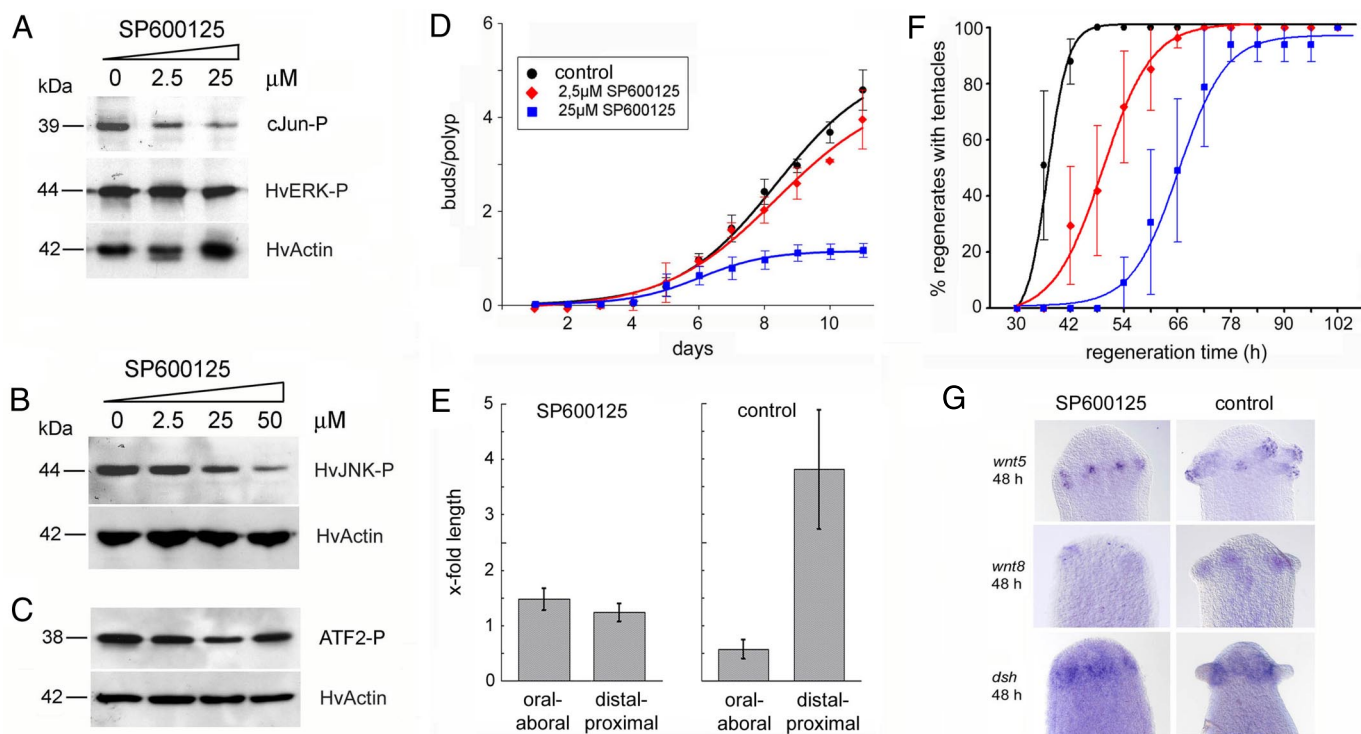 A
SP600125
0 2.5 25 μM
kDa
39 cJun-P
44 HvERK-P
42 HvActin
B
SP600125
0 2.5 25 50 μM
kDa
44 HvJNK-P
42 HvActin
C
38 ATF2-P
42 HvActin
D
6
4
2
0
buds/polyp
control
2,5μM SP600125
25μM SP600125
2 4 6 8 10
days
E
SP600125
control
5
4
3
2
1
0
x-fold length
oral-
aboral
distal-
proximal
oral-
aboral
distal-
proximal
F
100
80
60
40
20
0
% regenerates with tentacles
30 42 54 66 78 90 102
regeneration time (h)
G
SP600125 control
wnt5
48 h
wnt8
48 h
dsh
48 h